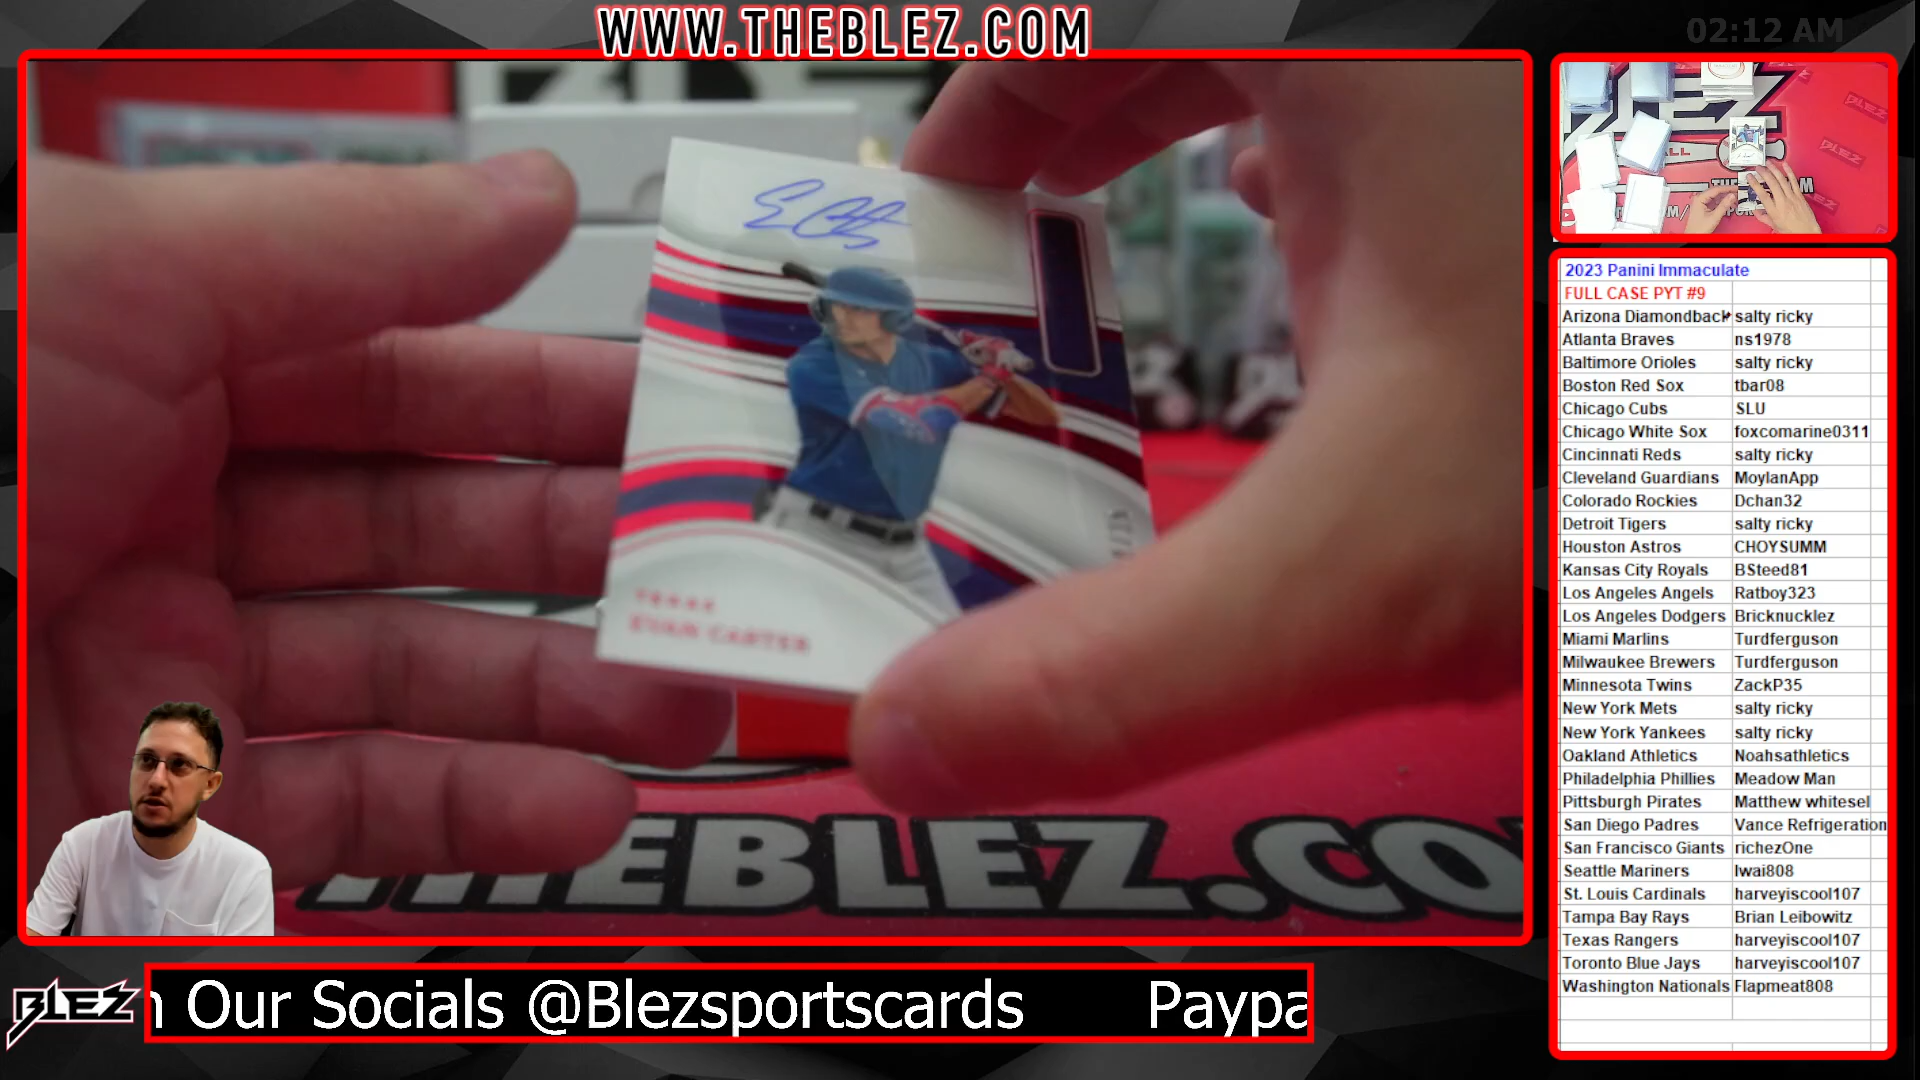 WWW.THEBLEZ.COM
02:12 AM
TEXAS
EVAN CARTER
THEBLEZ.CO
BLEZ
n Our Socials @Blezsportscards Paypa
BLEZ
BLEZ
2023 Panini Immaculate
FULL CASE PYT #9
Arizona Diamondback salty ricky
Atlanta Braves ns1978
Baltimore Orioles salty ricky
Boston Red Sox tbar08
Chicago Cubs SLU
Chicago White Sox foxcomarine0311
Cincinnati Reds salty ricky
Cleveland Guardians MoylanApp
Colorado Rockies Dchan32
Detroit Tigers salty ricky
Houston Astros CHOYSUMM
Kansas City Royals BSteed81
Los Angeles Angels Ratboy323
Los Angeles Dodgers Bricknucklez
Miami Marlins Turdferguson
Milwaukee Brewers Turdferguson
Minnesota Twins ZackP35
New York Mets salty ricky
New York Yankees salty ricky
Oakland Athletics Noahsathletics
Philadelphia Phillies Meadow Man
Pittsburgh Pirates Matthew whitesel
San Diego Padres Vance Refrigeration
San Francisco Giants richezOne
Seattle Mariners lwai808
St. Louis Cardinals harveyiscool107
Tampa Bay Rays Brian Leibowitz
Texas Rangers harveyiscool107
Toronto Blue Jays harveyiscool107
Washington Nationals Flapmeat808